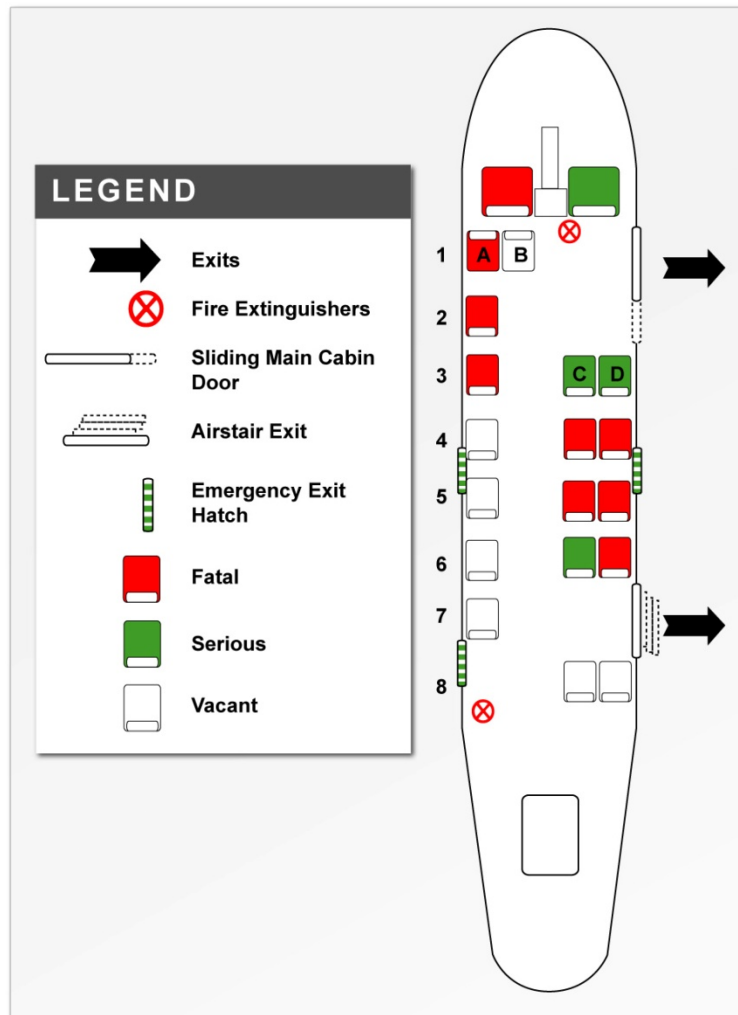 LEGEND
Exits
Fire Extinguishers
Sliding Main Cabin
Door
Airstair Exit
Emergency Exit
Hatch
Fatal
Serious
Vacant
1
A
B
2
3
C
D
4
5
6
7
8